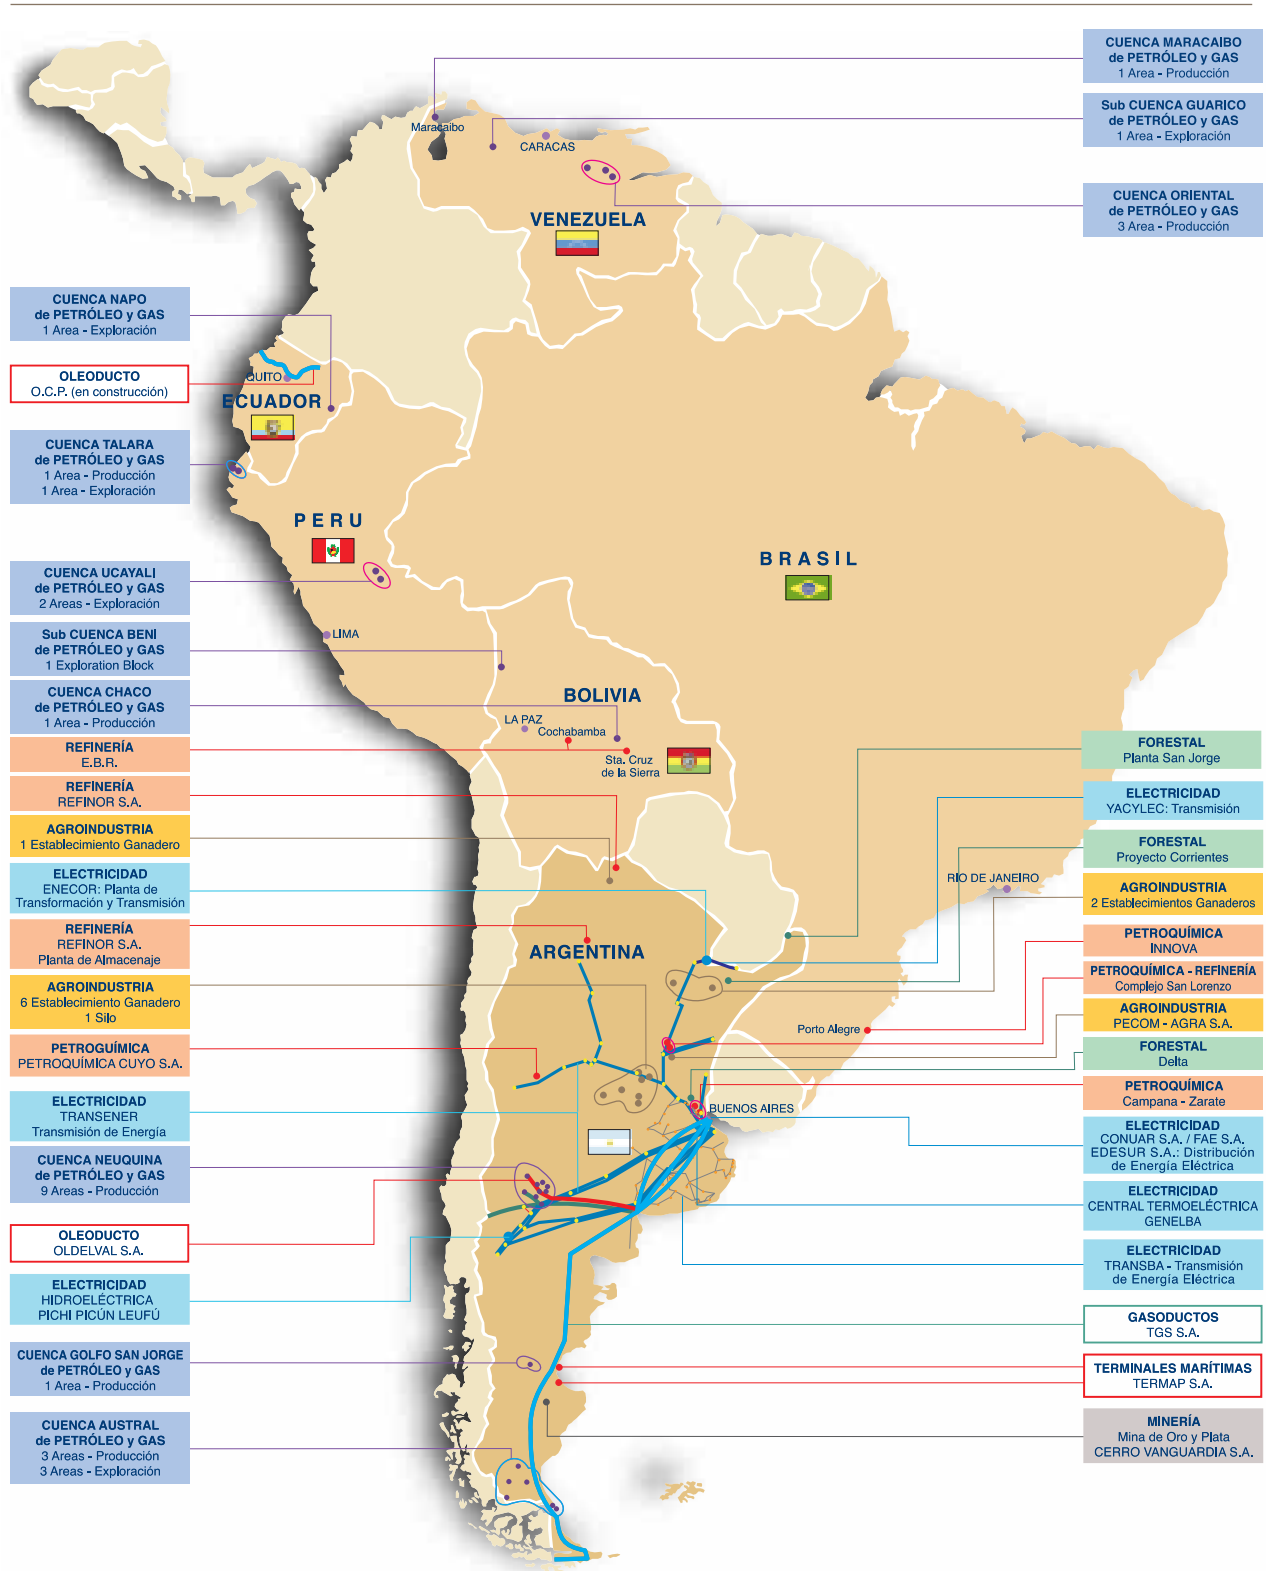 CUENCA MARACAIBO
de PETRÓLEO y GAS
1 Area - Producción
Sub CUENCA GUARICO
de PETRÓLEO y GAS
1 Area - Exploración
CUENCA ORIENTAL
de PETRÓLEO y GAS
3 Area - Producción
Maracaibo
CARACAS
VENEZUELA
CUENCA NAPO
de PETRÓLEO y GAS
1 Area - Exploración
OLEODUCTO
O.C.P. (en construcción)
QUITO
ECUADOR
CUENCA TALARA
de PETRÓLEO y GAS
1 Area - Producción
1 Area - Exploración
PERU
BRASIL
CUENCA UCAYALI
de PETRÓLEO y GAS
2 Areas - Exploración
LIMA
Sub CUENCA BENI
de PETRÓLEO y GAS
1 Exploration Block
CUENCA CHACO
de PETRÓLEO y GAS
1 Area - Producción
BOLIVIA
LA PAZ
Cochabamba
Sta. Cruz
de la Sierra
REFINERÍA
E.B.R.
REFINERÍA
REFINOR S.A.
AGROINDUSTRIA
1 Establecimiento Ganadero
ELECTRICIDAD
ENECOR: Planta de
Transformación y Transmisión
REFINERÍA
REFINOR S.A.
Planta de Almacenaje
AGROINDUSTRIA
6 Establecimiento Ganadero
1 Silo
PETROGUÍMICA
PETROQUÍMICA CUYO S.A.
ELECTRICIDAD
TRANSENER
Transmisión de Energía
CUENCA NEUQUINA
de PETRÓLEO y GAS
9 Areas - Producción
OLEODUCTO
OLDELVAL S.A.
ELECTRICIDAD
HIDROELÉCTRICA
PICHI PICÚN LEUFÚ
CUENCA GOLFO SAN JORGE
de PETRÓLEO y GAS
1 Area - Producción
CUENCA AUSTRAL
de PETRÓLEO y GAS
3 Areas - Producción
3 Areas - Exploración
ARGENTINA
RIO DE JANEIRO
Porto Alegre
BUENOS AIRES
FORESTAL
Planta San Jorge
ELECTRICIDAD
YACYLEC: Transmisión
FORESTAL
Proyecto Corrientes
AGROINDUSTRIA
2 Establecimientos Ganaderos
PETROQUÍMICA
INNOVA
PETROQUÍMICA - REFINERÍA
Complejo San Lorenzo
AGROINDUSTRIA
PECOM - AGRA S.A.
FORESTAL
Delta
PETROQUÍMICA
Campana - Zarate
ELECTRICIDAD
CONUAR S.A. / FAE S.A.
EDESUR S.A.: Distribución
de Energía Eléctrica
ELECTRICIDAD
CENTRAL TERMOELÉCTRICA
GENELBA
ELECTRICIDAD
TRANSBA - Transmisión
de Energía Eléctrica
GASODUCTOS
TGS S.A.
TERMINALES MARÍTIMAS
TERMAP S.A.
MINERÍA
Mina de Oro y Plata
CERRO VANGUARDIA S.A.